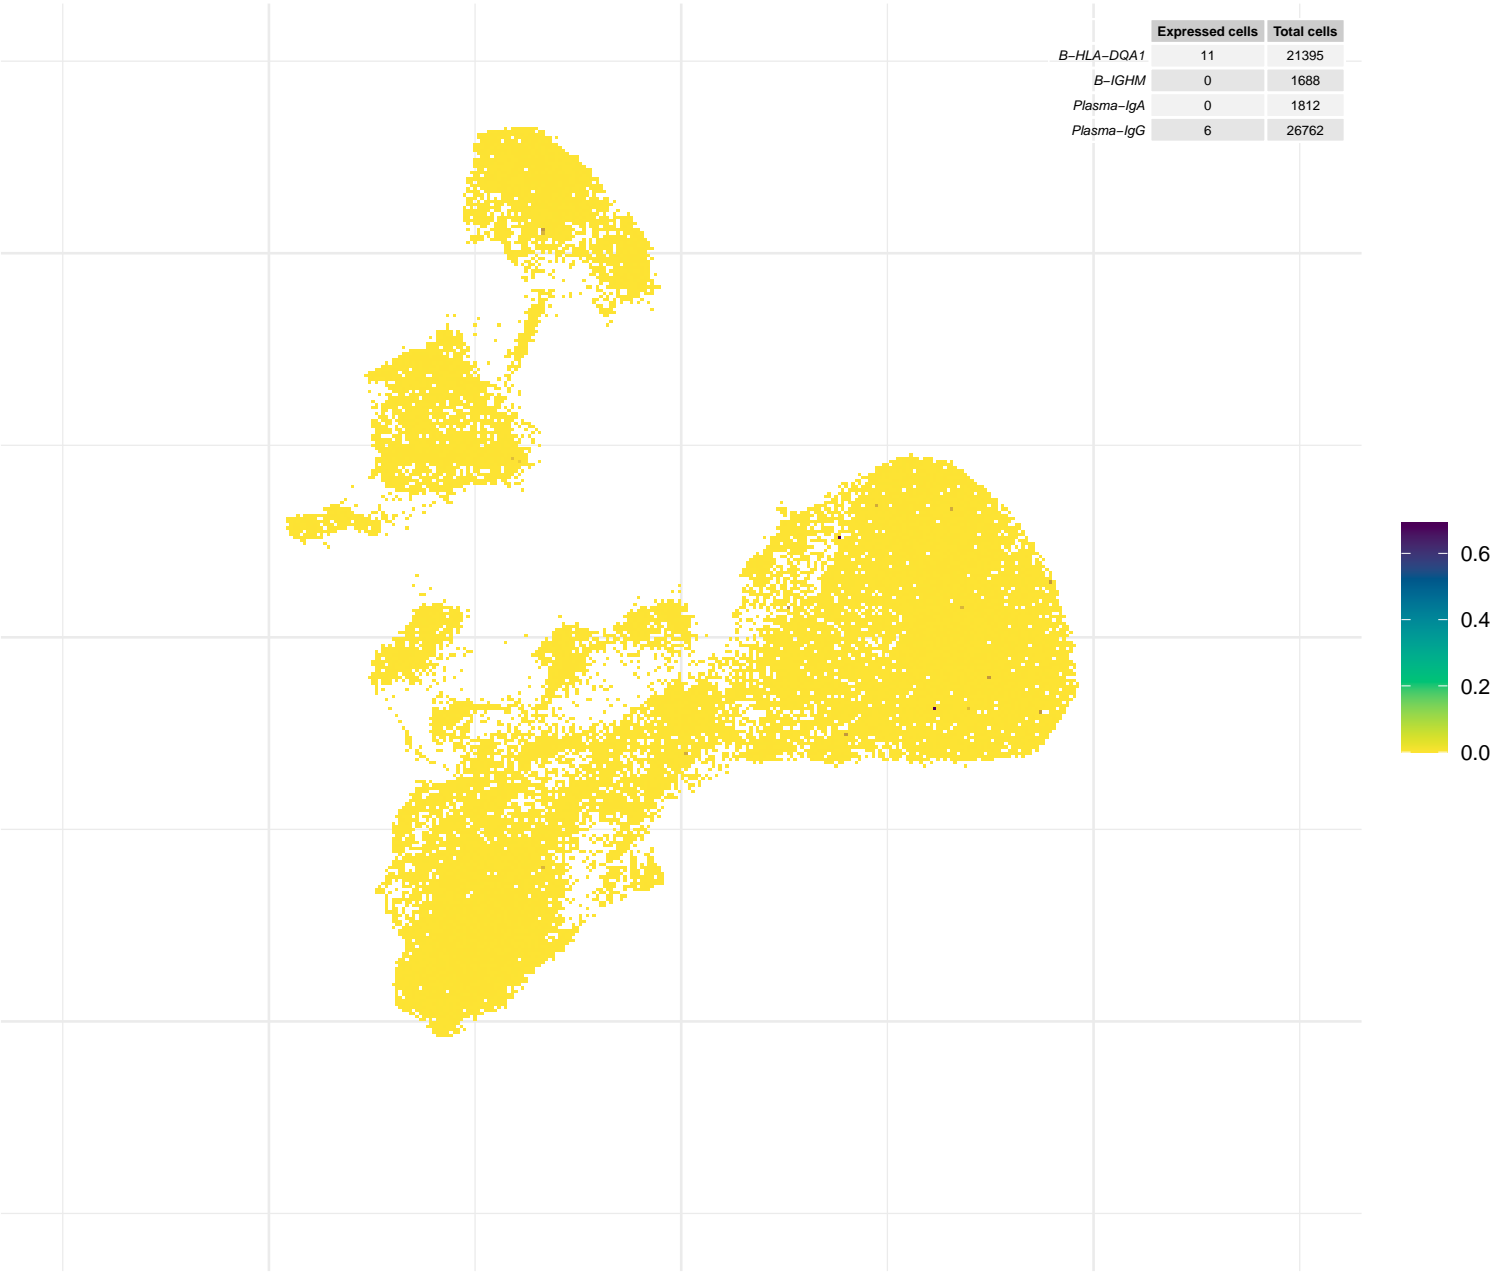 Expressed cells Total cells
B−HLA−DQA1 11 21395
B−IGHM 0 1688
Plasma−IgA 0 1812
Plasma−IgG 6 26762
0.6
0.4
0.2
0.0